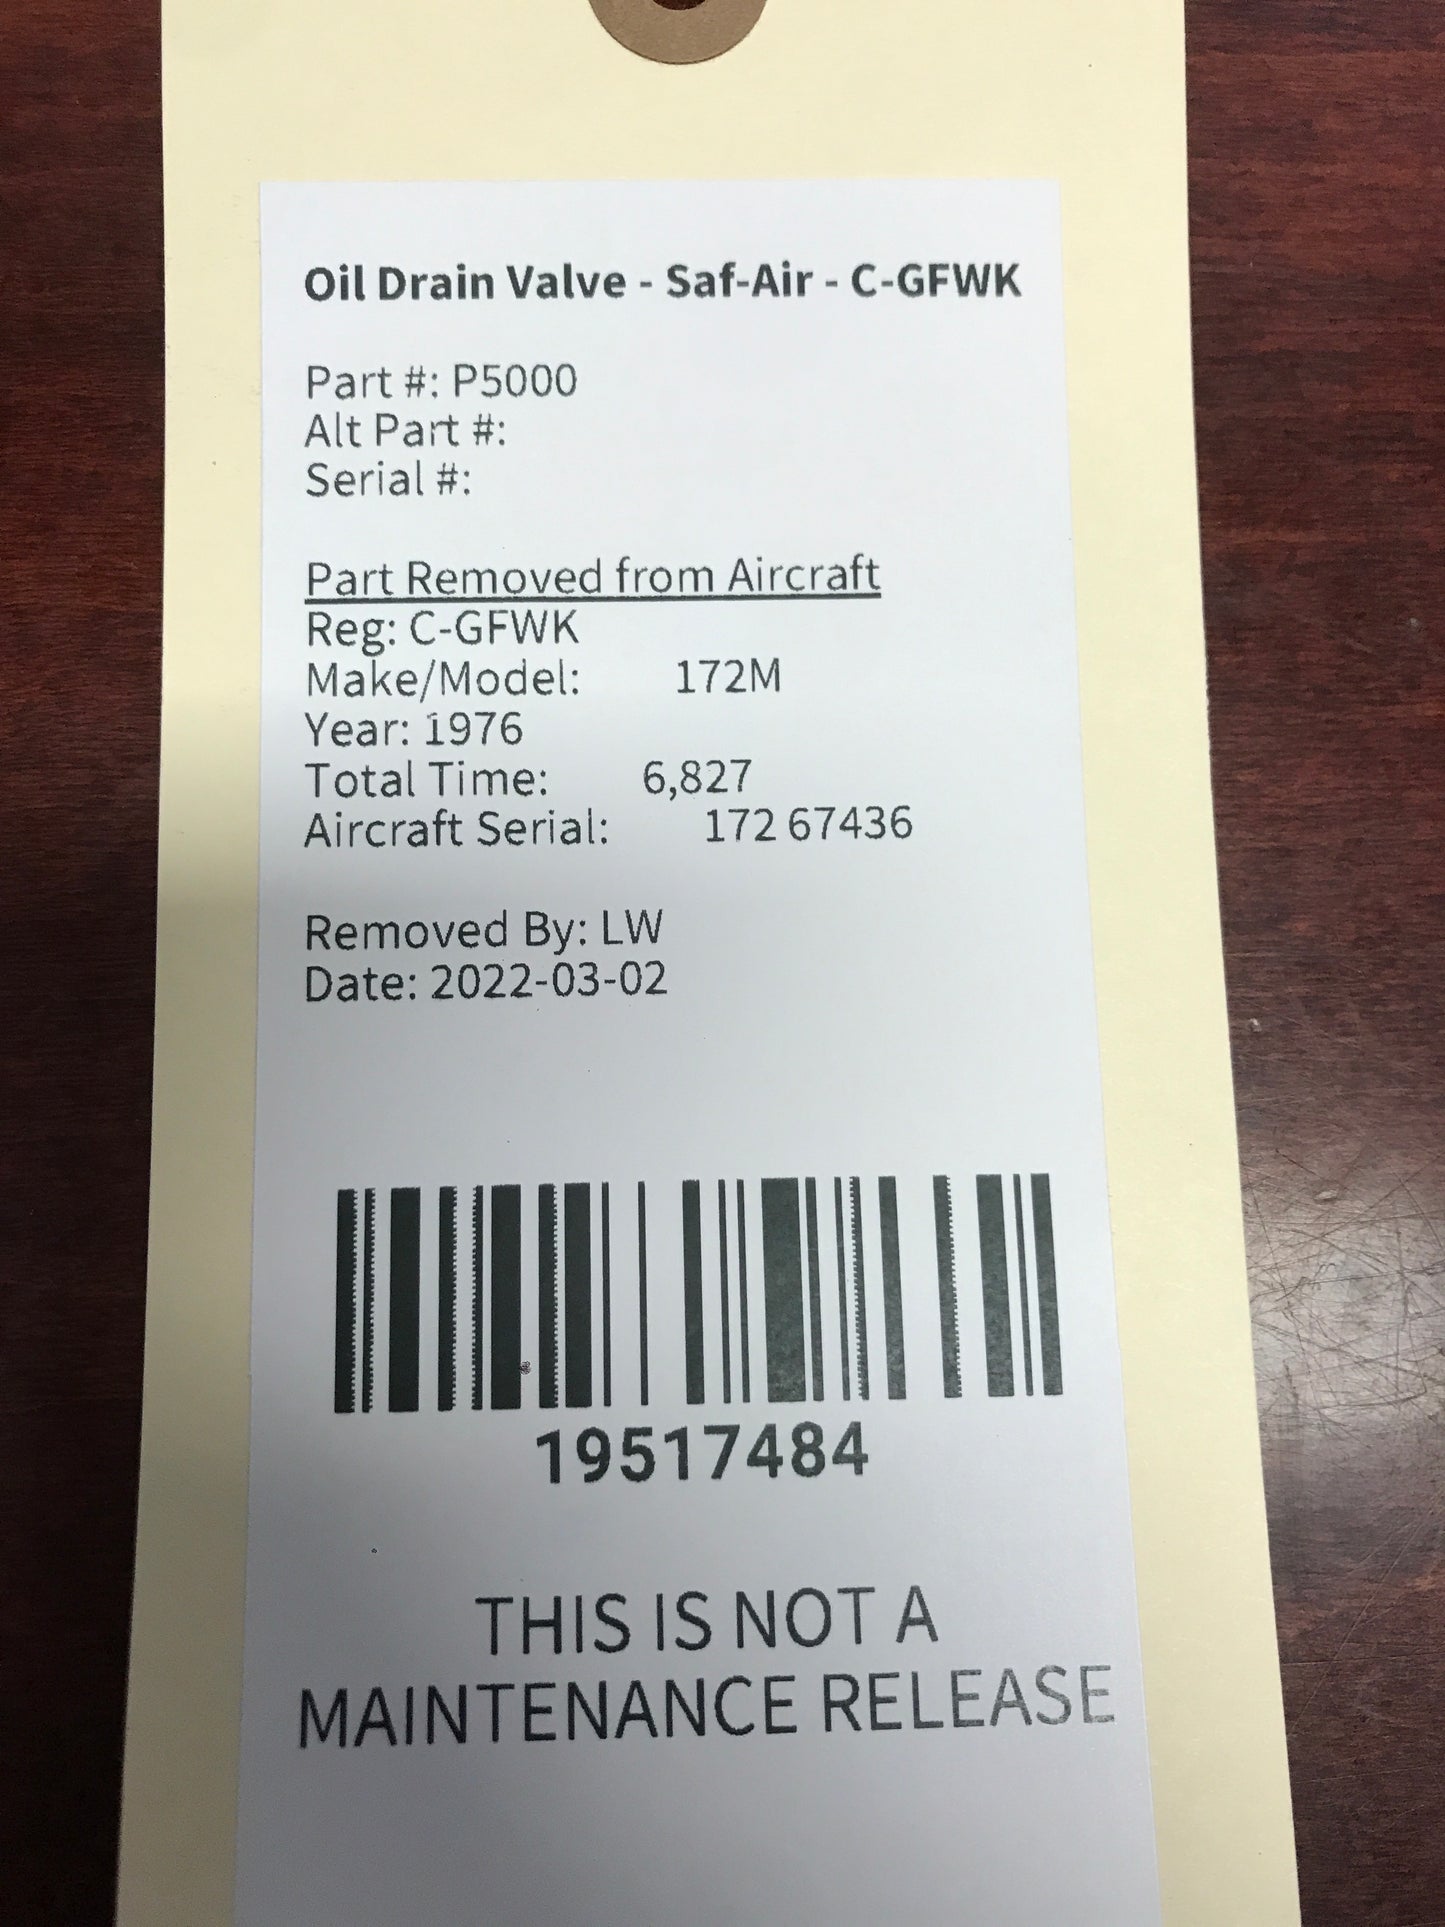 Oil Drain Valve - Saf-Air - C-GFWK
Part #: P5000
Alt Part #:
Serial #:
Part Removed from Aircraft
Reg: C-GFWK
Make/Model: 172M
Year: 1976
Total Time: 6,827
Aircraft Serial: 172 67436
Removed By: LW
Date: 2022-03-02
19517484
THIS IS NOT A
MAINTENANCE RELEASE